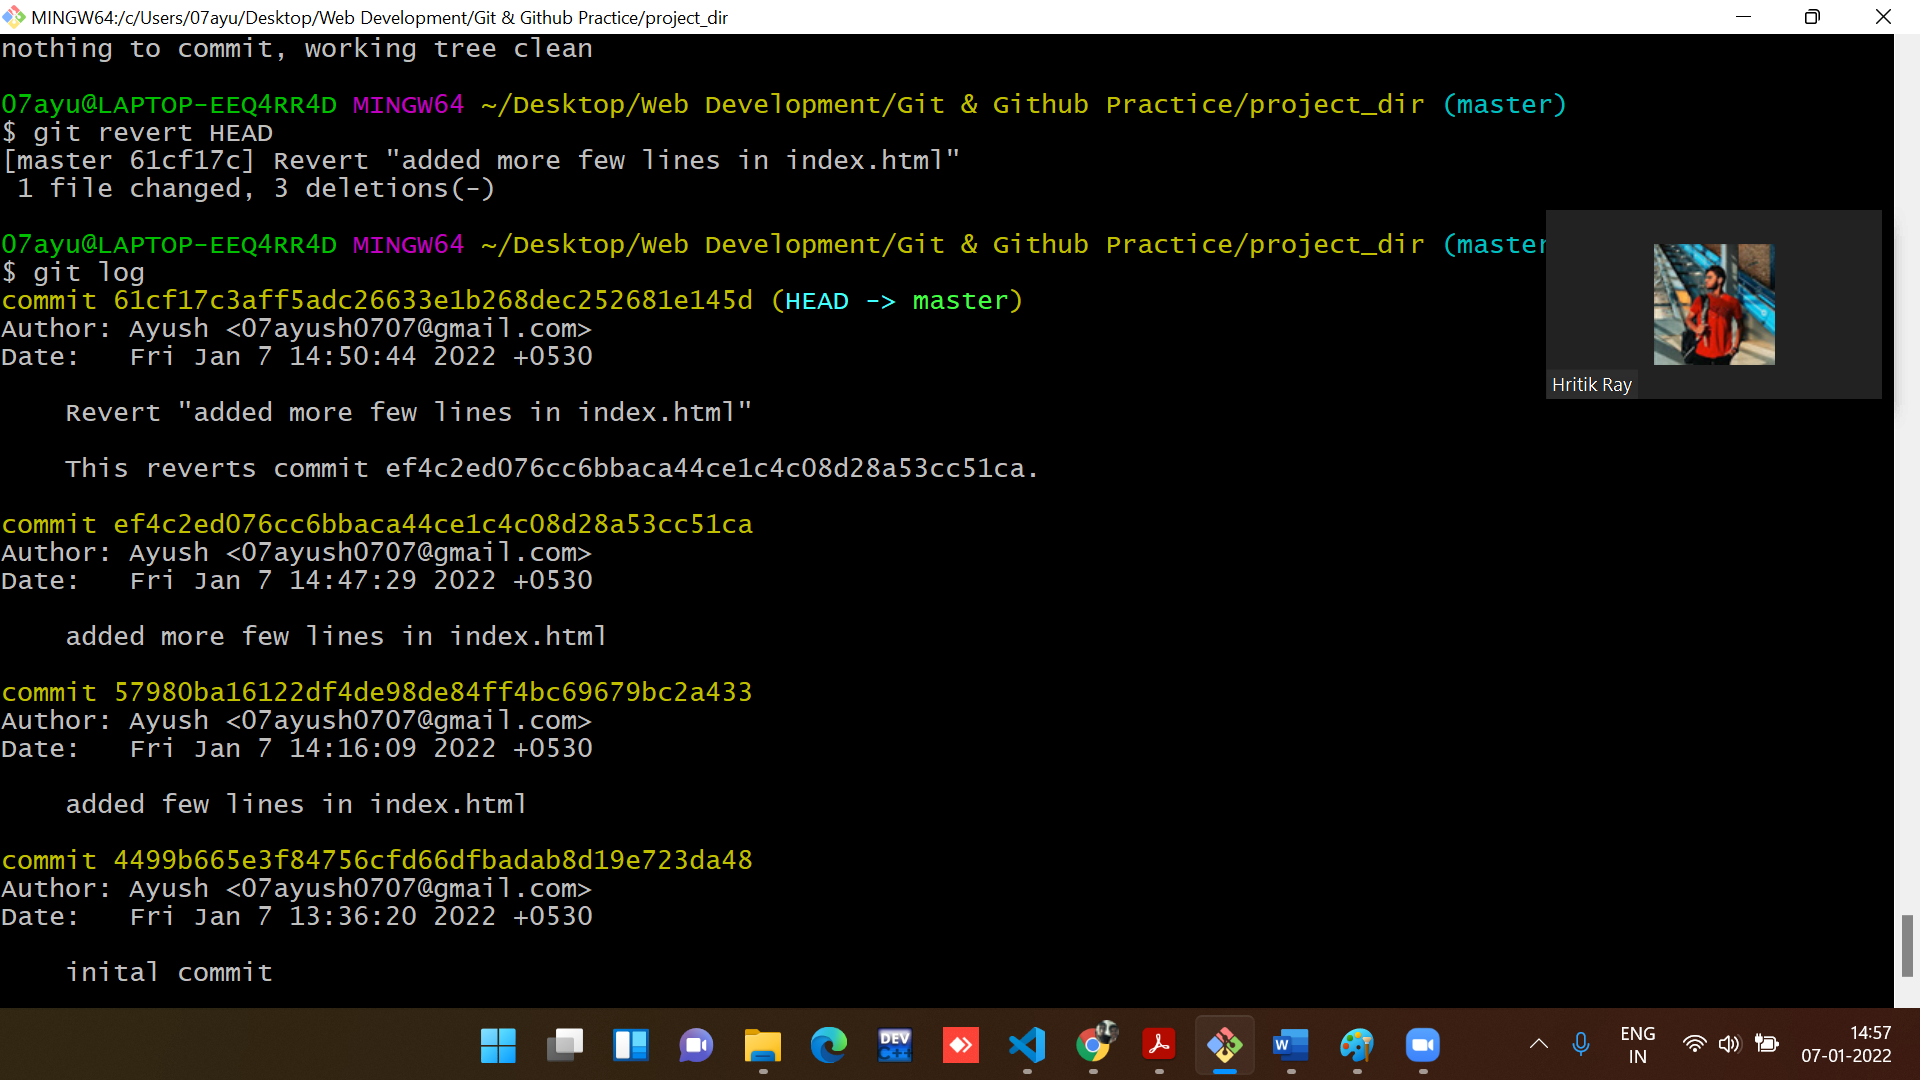 MINGW64:/c/Users/07ayu/Desktop/Web Development/Git & Github Practice/project_dir
nothing to commit, working tree clean
07ayu@LAPTOP-EEQ4RR4D MINGW64 ~/Desktop/Web Development/Git & Github Practice/project_dir (master)
$ git revert HEAD
[master 61cf17c] Revert "added more few lines in index.html"
1 file changed, 3 deletions(-)
07ayu@LAPTOP-EEQ4RR4D MINGW64 ~/Desktop/Web Development/Git & Github Practice/project_dir (master
$ git log
commit 61cf17c3aff5adc26633e1b268dec252681e145d (HEAD -> master)
Author: Ayush <07ayush0707@gmail.com>
Date:   Fri Jan 7 14:50:44 2022 +0530
Revert "added more few lines in index.html"
This reverts commit ef4c2ed076cc6bbaca44ce1c4c08d28a53cc51ca.
commit ef4c2ed076cc6bbaca44ce1c4c08d28a53cc51ca
Author: Ayush <07ayush0707@gmail.com>
Date:   Fri Jan 7 14:47:29 2022 +0530
added more few lines in index.html
commit 57980ba16122df4de98de84ff4bc69679bc2a433
Author: Ayush <07ayush0707@gmail.com>
Date:   Fri Jan 7 14:16:09 2022 +0530
added few lines in index.html
commit 4499b665e3f84756cfd66dfbadab8d19e723da48
Author: Ayush <07ayush0707@gmail.com>
Date:   Fri Jan 7 13:36:20 2022 +0530
inital commit
Hritik Ray
DEV
C++
W
ENG
IN
14:57
07-01-2022